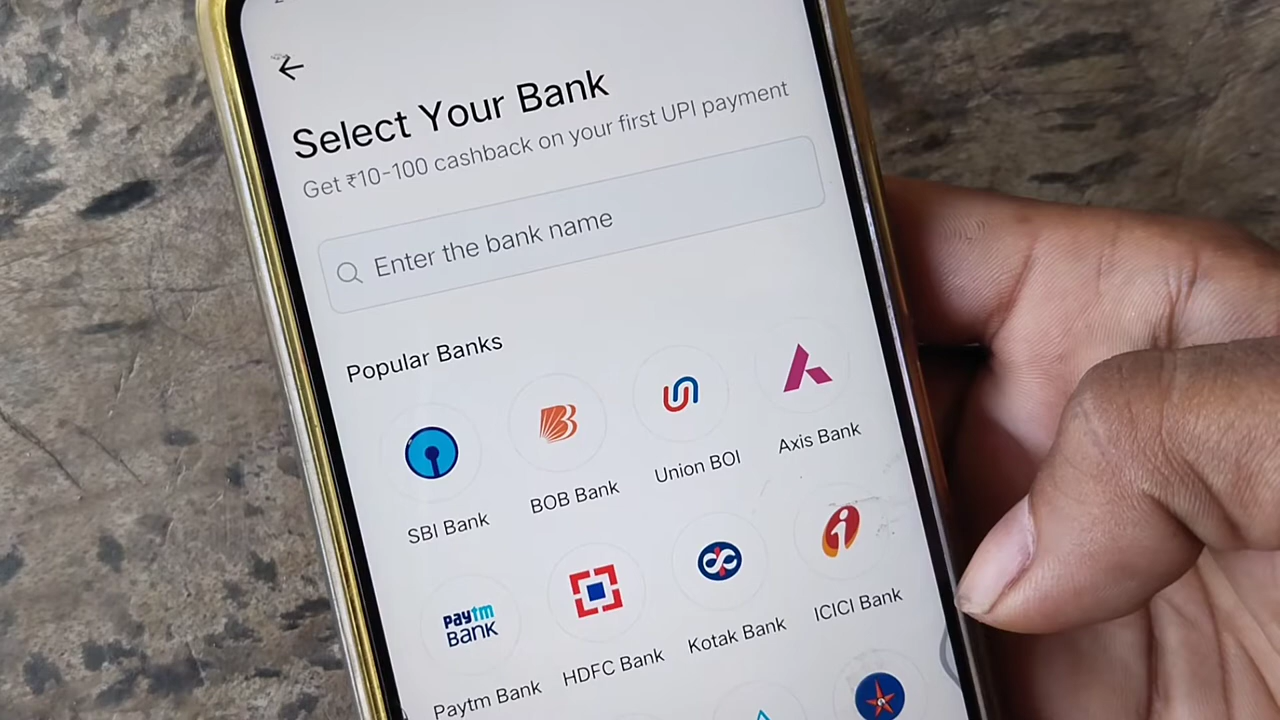 Select Your Bank
Get ₹10-100 cashback on your first UPI payment
Enter the bank name
Popular Banks
SBI Bank
BOB Bank
Union BOI
Axis Bank
paytm
BANK
Paytm Bank
HDFC Bank
Kotak Bank
ICICI Bank